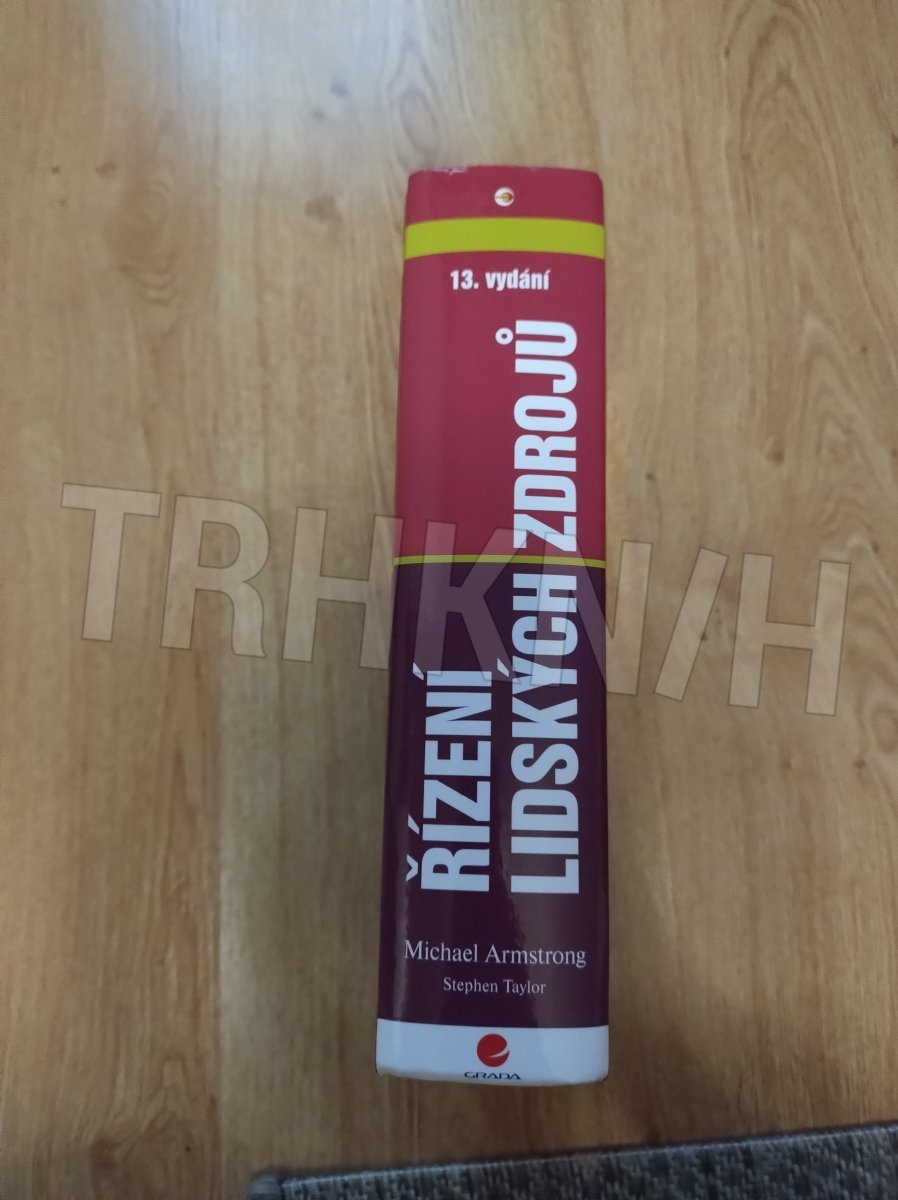 13. vydání
ŘÍZENÍ
LIDSKÝCH ZDROJŮ
Michael Armstrong
Stephen Taylor
GRADA
TRHKNIH